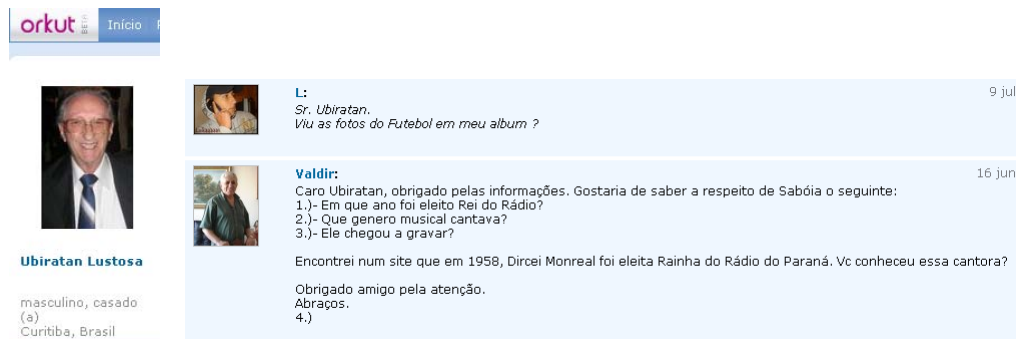 orkut BETA
Início
Ubiratan Lustosa
masculino, casado
(a)
Curitiba, Brasil
L:
9 jul
Sr. Ubiratan.
Viu as fotos do Futebol em meu album ?
Valdir:
16 jun
Caro Ubiratan, obrigado pelas informações. Gostaria de saber a respeito de Sabóia o seguinte:
1.)- Em que ano foi eleito Rei do Rádio?
2.)- Que genero musical cantava?
3.)- Ele chegou a gravar?
Encontrei num site que em 1958, Dircei Monreal foi eleita Rainha do Rádio do Paraná. Vc conheceu essa cantora?
Obrigado amigo pela atenção.
Abraços.
4.)